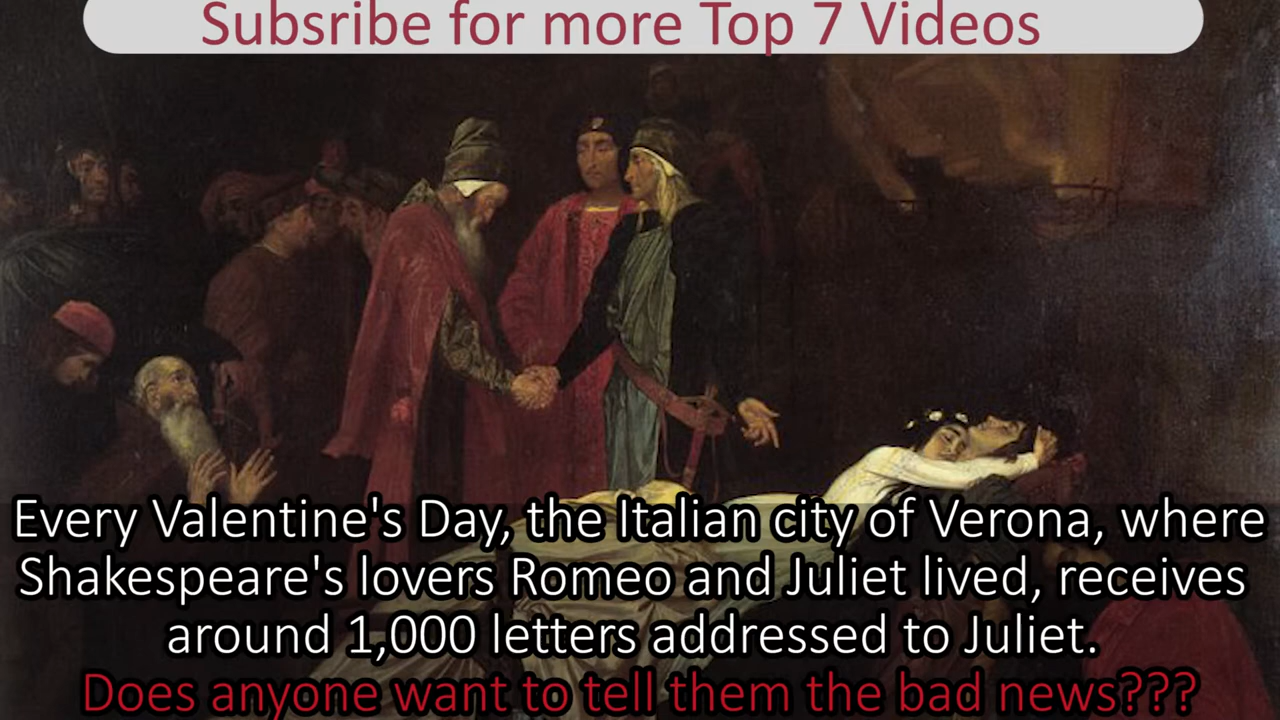 Subsribe for more Top 7 Videos
Every Valentine's Day, the Italian city of Verona, where
Shakespeare's lovers Romeo and Juliet lived, receives
around 1,000 letters addressed to Juliet.
Does anyone want to tell them the bad news???